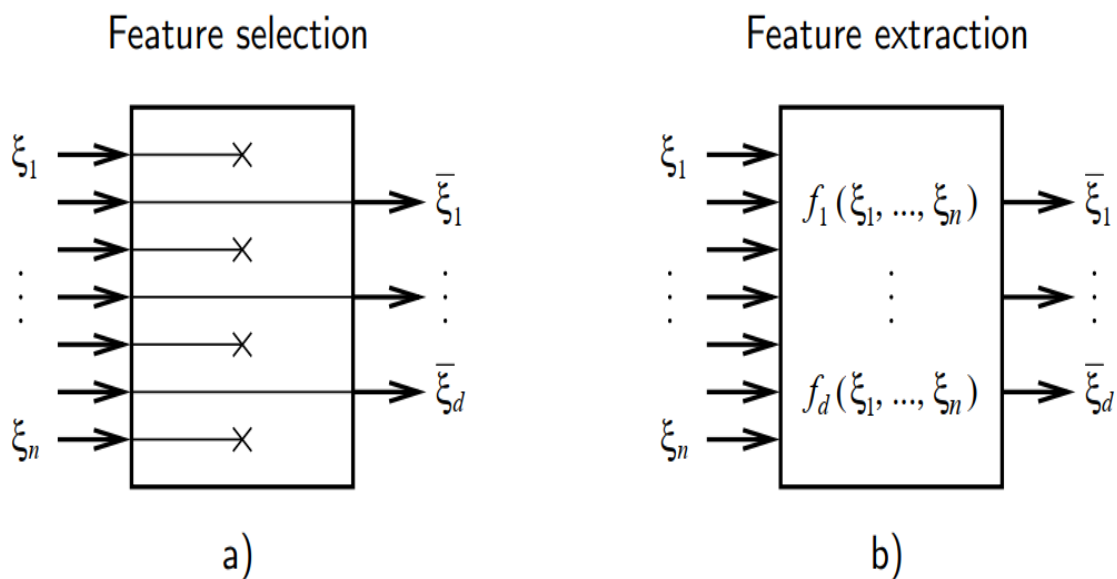 Feature selection
ξ₁
ξ̅₁
⋮
⋮
ξ̅d
ξₙ
a)
Feature extraction
ξ₁
f₁(ξ₁, ..., ξₙ)
ξ̅₁
⋮
⋮
⋮
fd(ξ₁, ..., ξₙ)
ξ̅d
ξₙ
b)